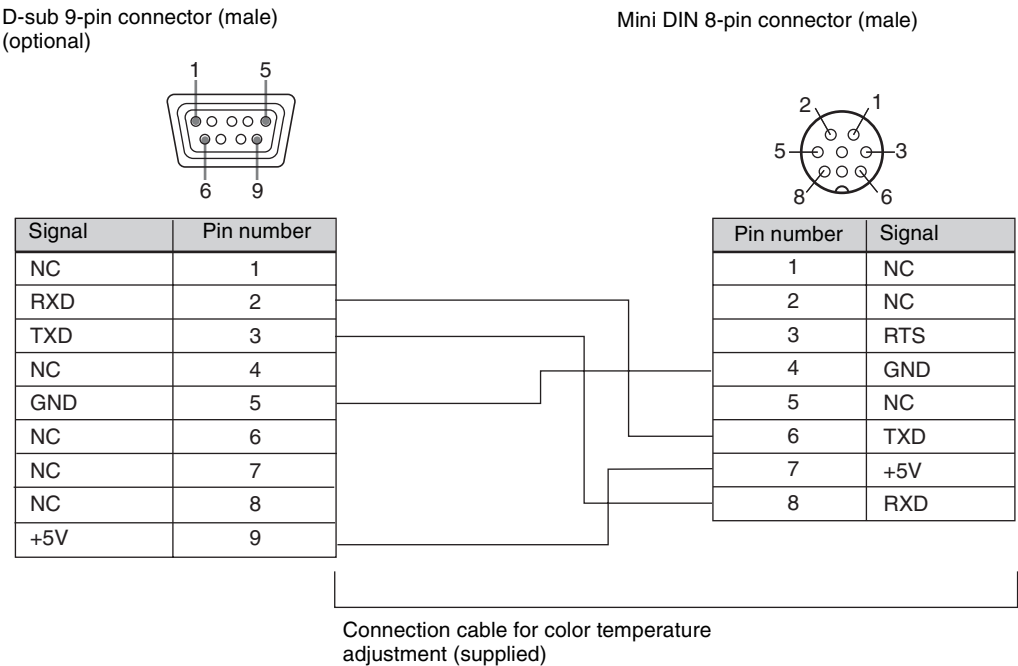 D-sub 9-pin connector (male)
(optional)
Mini DIN 8-pin connector (male)
1 5
6 9
2 1
5 3
8 6
Signal Pin number
NC 1
RXD 2
TXD 3
NC 4
GND 5
NC 6
NC 7
NC 8
+5V 9
Pin number Signal
1 NC
2 NC
3 RTS
4 GND
5 NC
6 TXD
7 +5V
8 RXD
Connection cable for color temperature
adjustment (supplied)